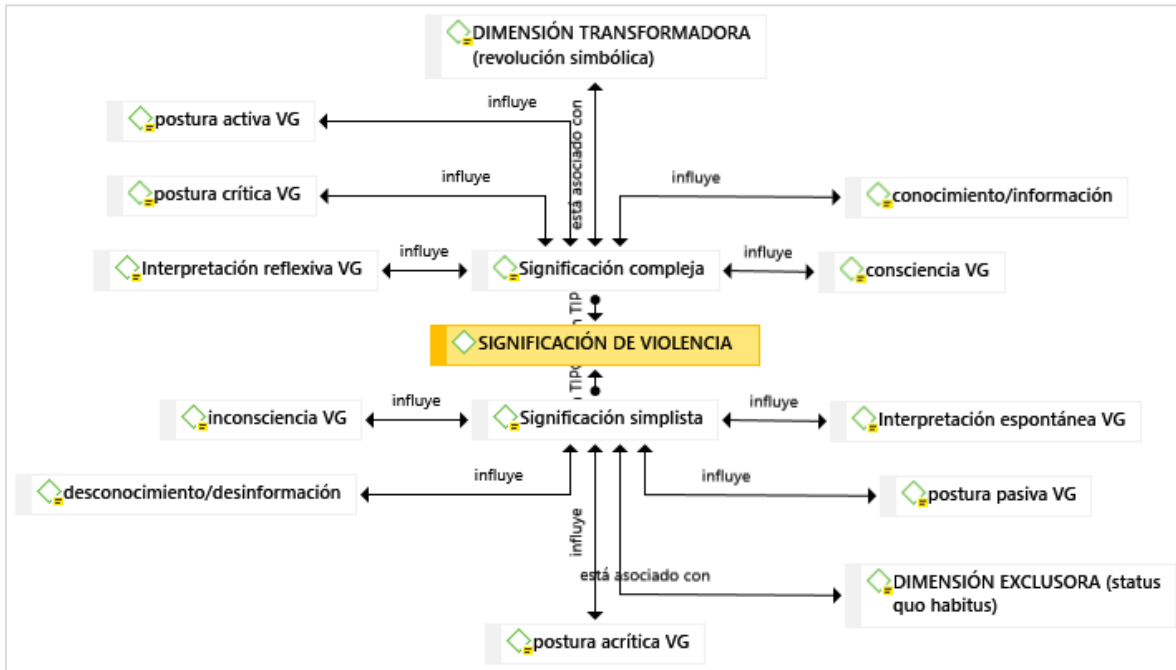 DIMENSIÓN TRANSFORMADORA
(revolución simbólica)
influye
postura activa VG
está asociado con
influye
postura crítica VG
influye
conocimiento/información
influye
Interpretación reflexiva VG
Significación compleja
influye
consciencia VG
TIP
SIGNIFICACIÓN DE VIOLENCIA
TIPO
inconsciencia VG
influye
Significación simplista
influye
Interpretación espontánea VG
influye
desconocimiento/desinformación
influye
postura pasiva VG
influye
está asociado con
DIMENSIÓN EXCLUSORA (status
quo habitus)
postura acrítica VG